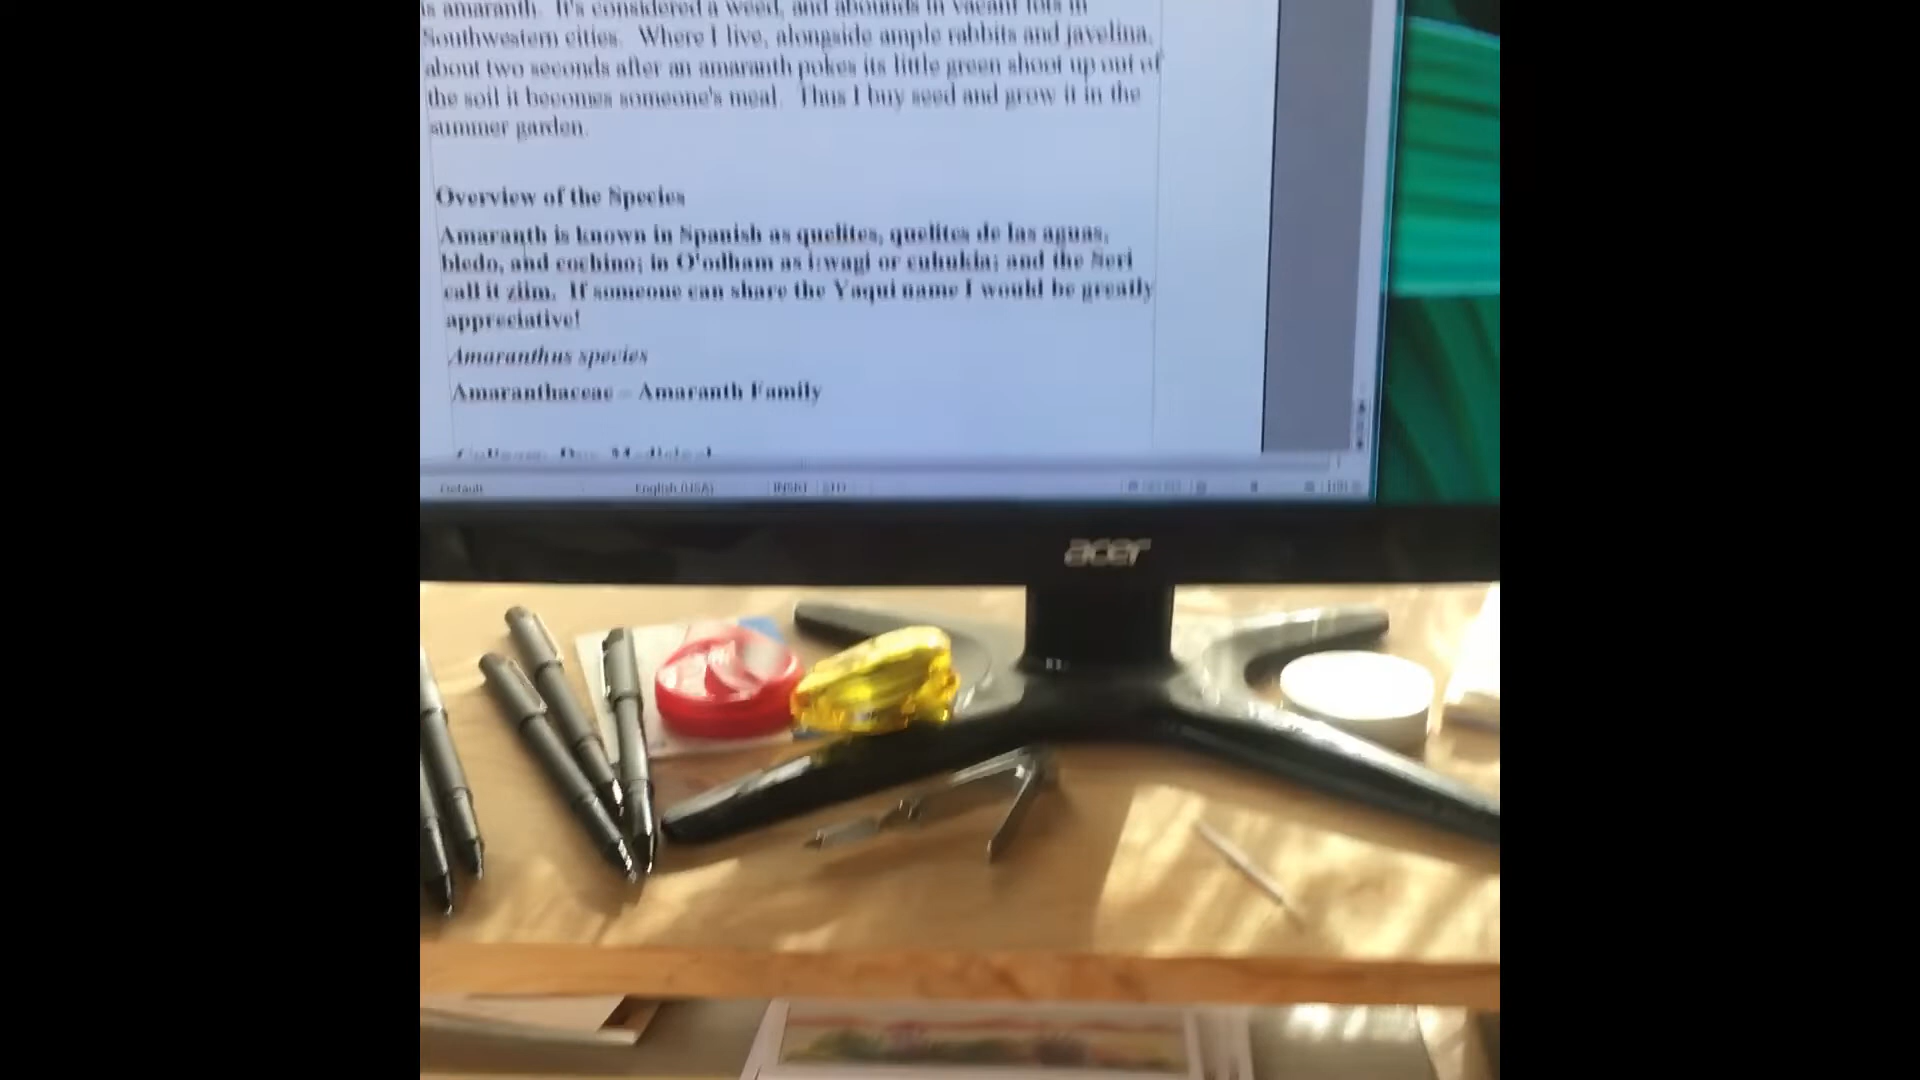 is amaranth. It's considered a weed, and abounds in vacant lots in
Southwestern cities. Where I live, alongside ample rabbits and javelina,
about two seconds after an amaranth pokes its little green shoot up out of
the soil it becomes someone's meal. Thus I buy seed and grow it in the
summer garden.
Overview of the Species
Amaranth is known in Spanish as quelites, quelites de las aguas,
bledo, and cochino; in O'odham as i:wagi or cuhukia; and the Seri
call it ziim. If someone can share the Yaqui name I would be greatly
appreciative!
Amaranthus species
Amaranthaceae – Amaranth Family
Default English (USA) INSRT STD
acer